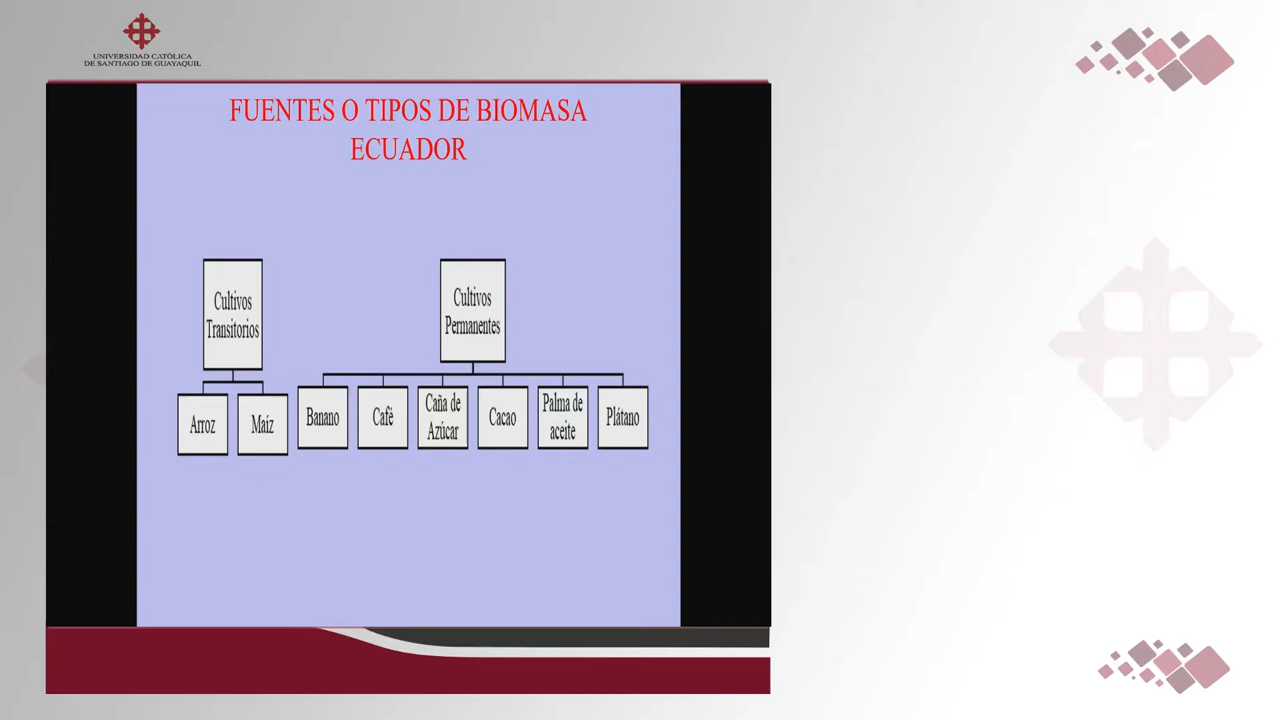 UNIVERSIDAD CATÓLICA
DE SANTIAGO DE GUAYAQUIL
FUENTES O TIPOS DE BIOMASA
ECUADOR
Cultivos
Transitorios
Cultivos
Permanentes
Arroz
Maíz
Banano
Cafè
Caña de
Azúcar
Cacao
Palma de
aceite
Plátano